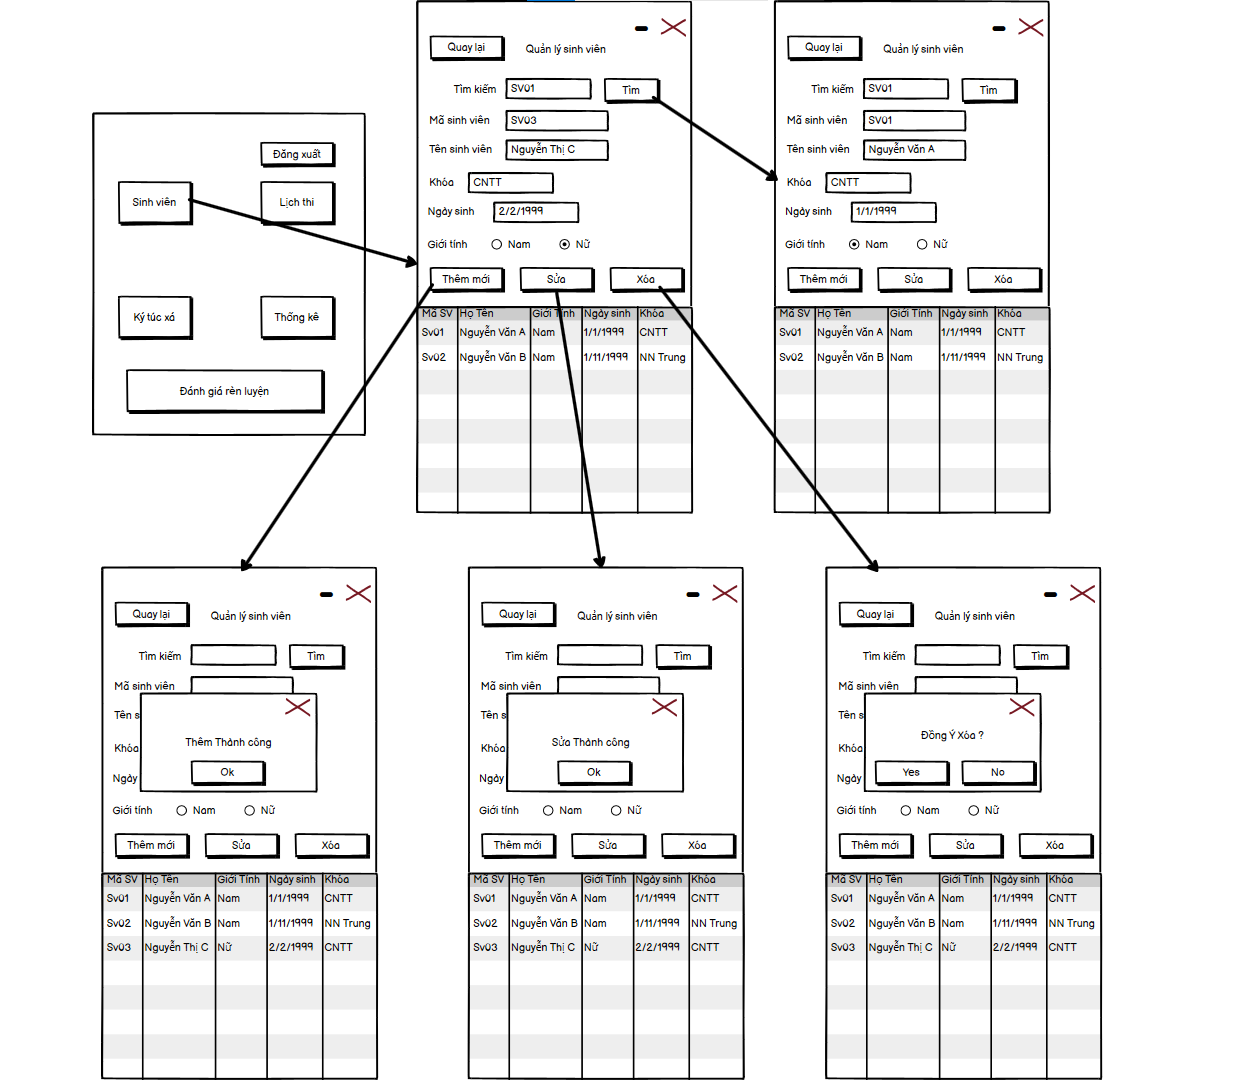 Đăng xuất
Sinh viên
Lịch thi
Ký túc xá
Thống kê
Đánh giá rèn luyện
Quay lại
Quản lý sinh viên
Tìm kiếm SV01 Tìm
Mã sinh viên SV03
Tên sinh viên Nguyễn Thị C
Khóa CNTT
Ngày sinh 2/2/1999
Giới tính Nam Nữ
Thêm mới Sửa Xóa
Mã SV Họ Tên Giới Tính Ngày sinh Khóa
Sv01 Nguyễn Văn A Nam 1/1/1999 CNTT
Sv02 Nguyễn Văn B Nam 1/11/1999 NN Trung
Quay lại
Quản lý sinh viên
Tìm kiếm SV01 Tìm
Mã sinh viên SV01
Tên sinh viên Nguyễn Văn A
Khóa CNTT
Ngày sinh 1/1/1999
Giới tính Nam Nữ
Thêm mới Sửa Xóa
Mã SV Họ Tên Giới Tính Ngày sinh Khóa
Sv01 Nguyễn Văn A Nam 1/1/1999 CNTT
Sv02 Nguyễn Văn B Nam 1/11/1999 NN Trung
Quay lại
Quản lý sinh viên
Tìm kiếm Tìm
Mã sinh viên
Tên s
Thêm Thành công
Khóa
Ok
Ngày
Giới tính Nam Nữ
Thêm mới Sửa Xóa
Mã SV Họ Tên Giới Tính Ngày sinh Khóa
Sv01 Nguyễn Văn A Nam 1/1/1999 CNTT
Sv02 Nguyễn Văn B Nam 1/11/1999 NN Trung
Sv03 Nguyễn Thị C Nữ 2/2/1999 CNTT
Quay lại
Quản lý sinh viên
Tìm kiếm Tìm
Mã sinh viên
Tên s
Sửa Thành công
Khóa
Ok
Ngày
Giới tính Nam Nữ
Thêm mới Sửa Xóa
Mã SV Họ Tên Giới Tính Ngày sinh Khóa
Sv01 Nguyễn Văn A Nam 1/1/1999 CNTT
Sv02 Nguyễn Văn B Nam 1/11/1999 NN Trung
Sv03 Nguyễn Thị C Nữ 2/2/1999 CNTT
Quay lại
Quản lý sinh viên
Tìm kiếm Tìm
Mã sinh viên
Tên s
Đồng Ý Xóa ?
Khóa
Yes No
Ngày
Giới tính Nam Nữ
Thêm mới Sửa Xóa
Mã SV Họ Tên Giới Tính Ngày sinh Khóa
Sv01 Nguyễn Văn A Nam 1/1/1999 CNTT
Sv02 Nguyễn Văn B Nam 1/11/1999 NN Trung
Sv03 Nguyễn Thị C Nữ 2/2/1999 CNTT